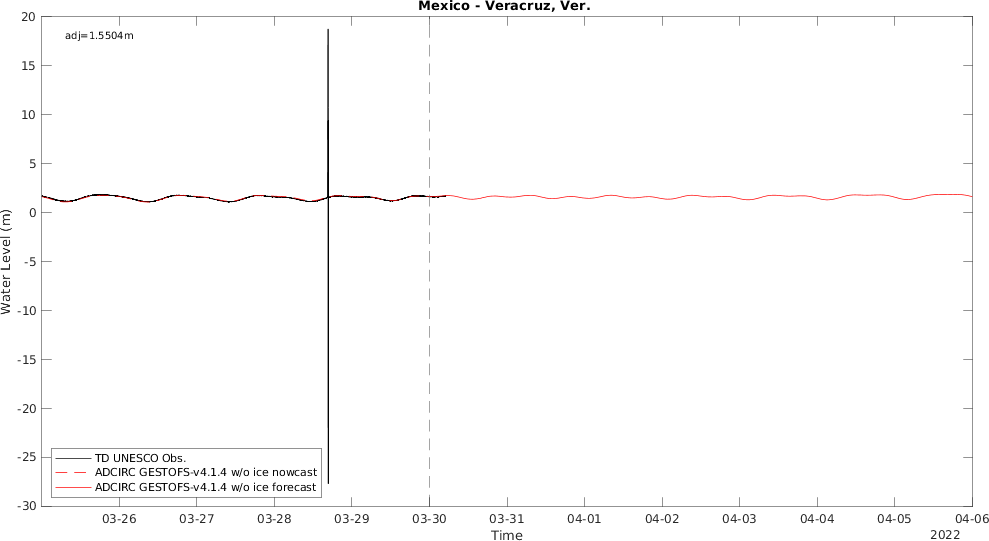 Mexico - Veracruz, Ver.
adj=1.5504m
20
15
10
5
0
-5
-10
-15
-20
-25
-30
Water Level (m)
TD UNESCO Obs.
ADCIRC GESTOFS-v4.1.4 w/o ice nowcast
ADCIRC GESTOFS-v4.1.4 w/o ice forecast
03-26 03-27 03-28 03-29 03-30 03-31 04-01 04-02 04-03 04-04 04-05 04-06
Time
2022